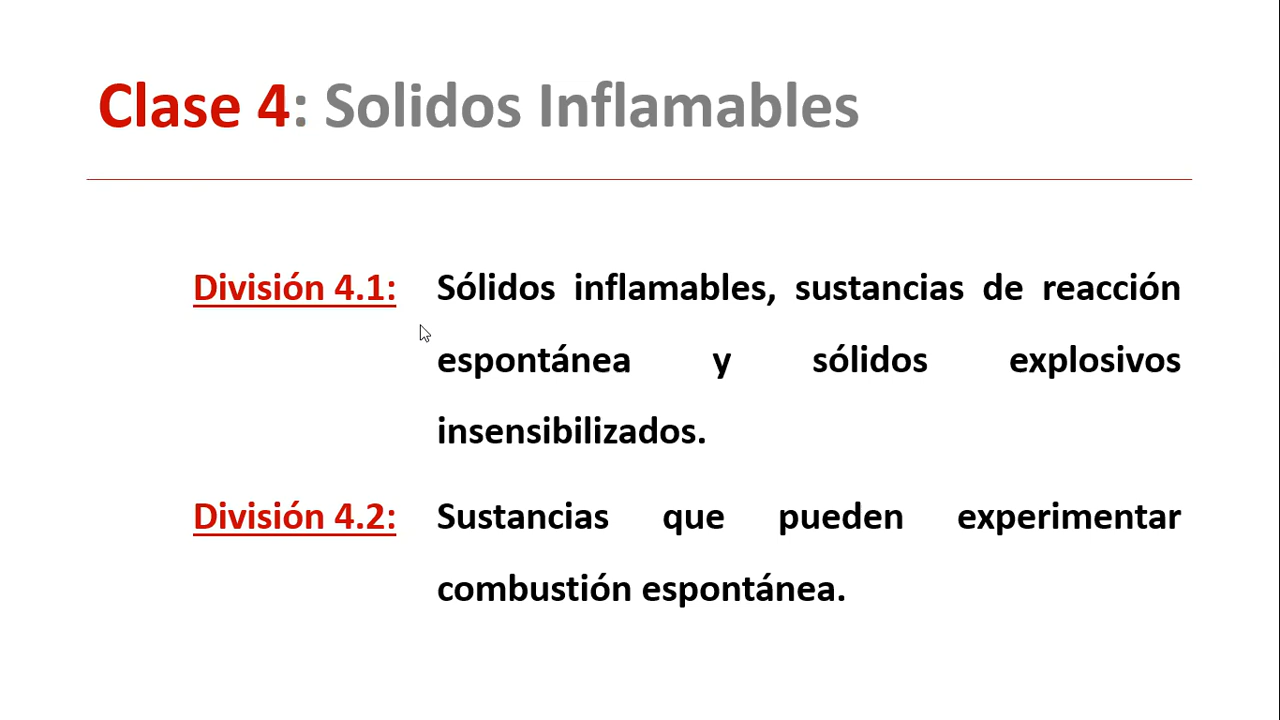 Clase 4: Solidos Inflamables
División 4.1: Sólidos inflamables, sustancias de reacción
espontánea y sólidos explosivos
insensibilizados.
División 4.2: Sustancias que pueden experimentar
combustión espontánea.